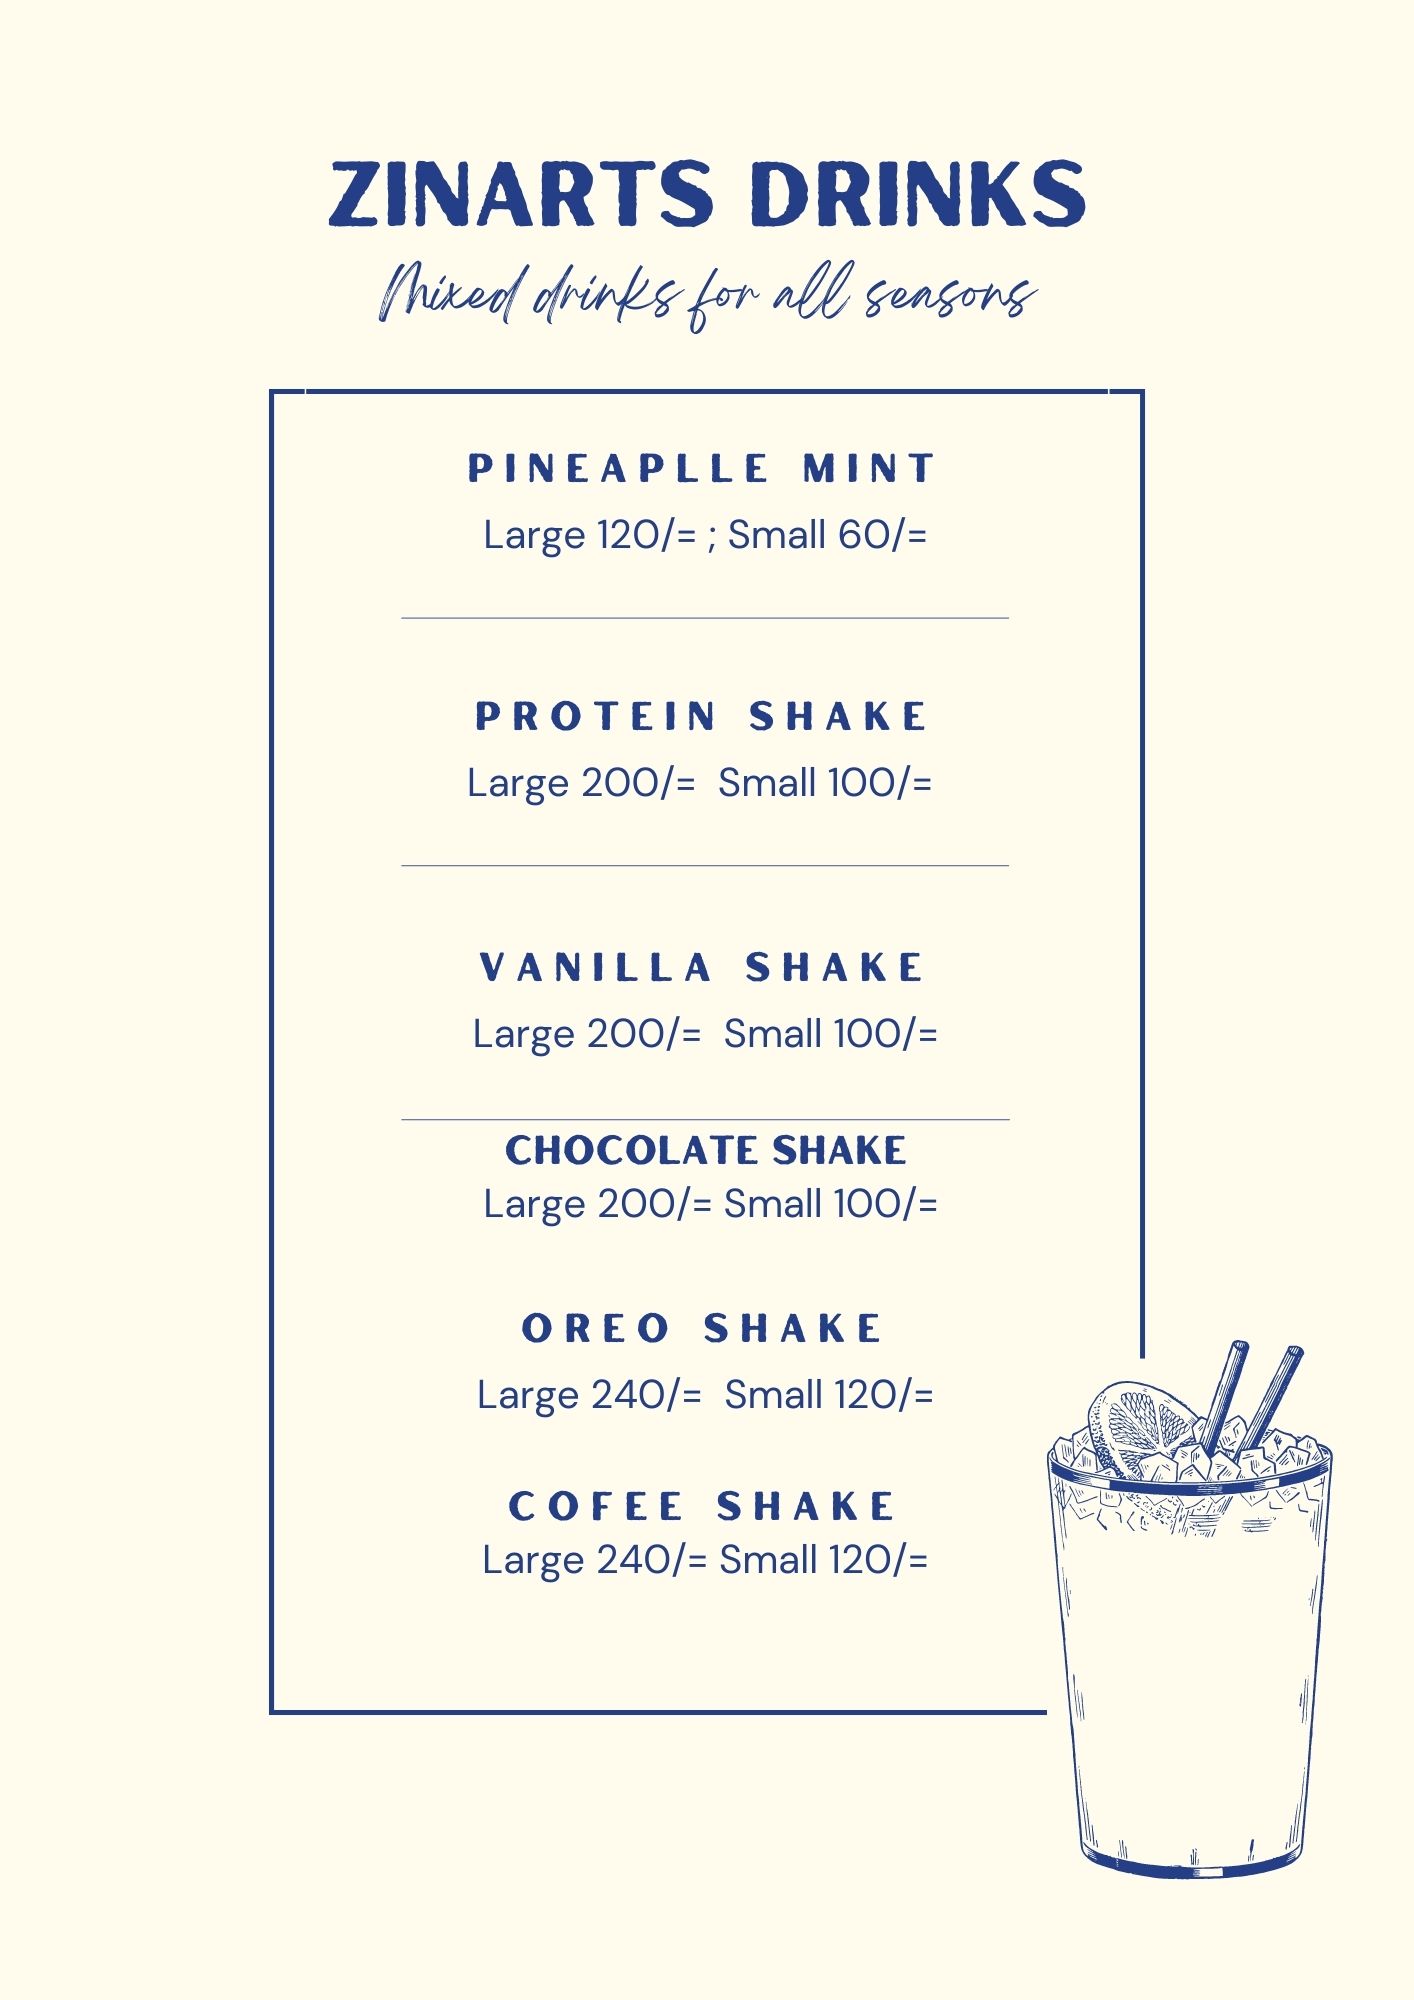 ZINARTS DRINKS
Mixed drinks for all seasons
PINEAPLLE MINT
Large 120/= ; Small 60/=
PROTEIN SHAKE
Large 200/= Small 100/=
VANILLA SHAKE
Large 200/= Small 100/=
CHOCOLATE SHAKE
Large 200/= Small 100/=
OREO SHAKE
Large 240/= Small 120/=
COFEE SHAKE
Large 240/= Small 120/=